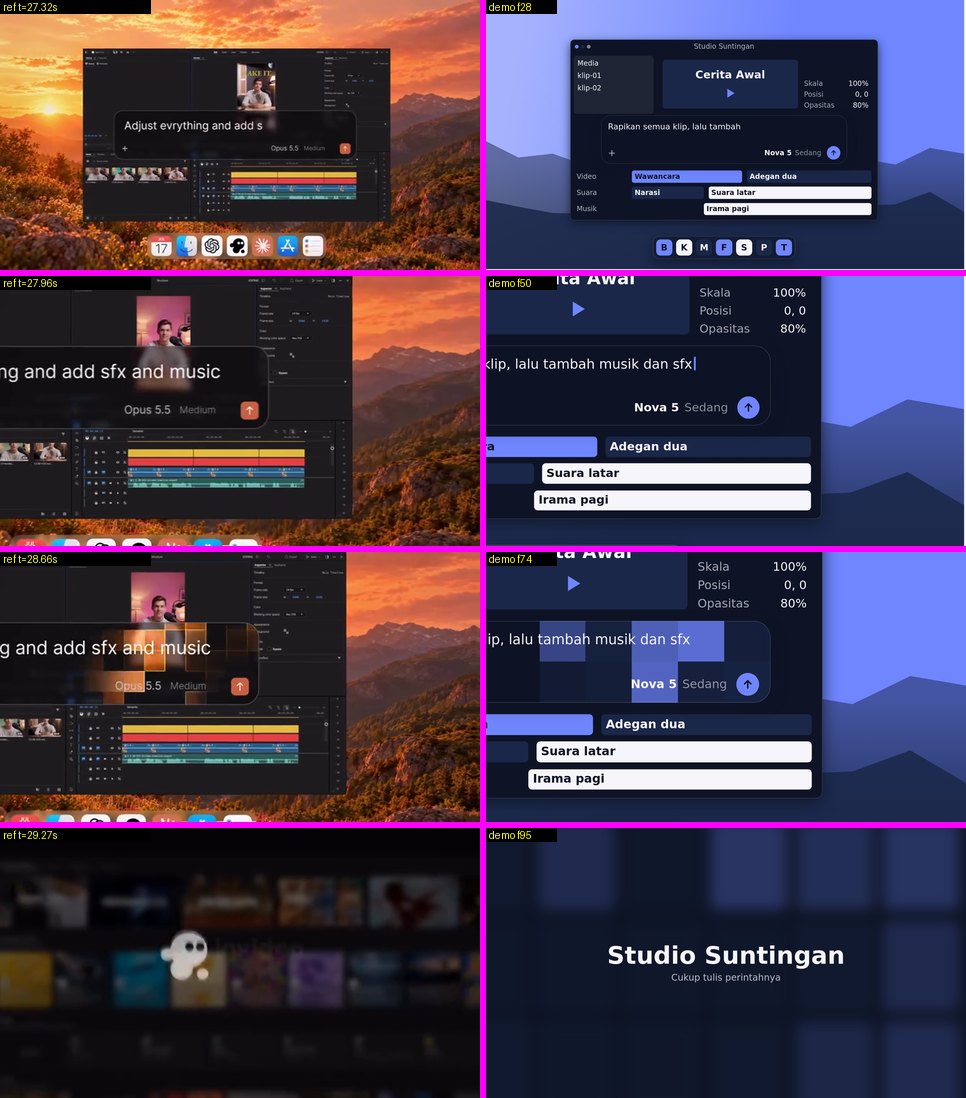 ref t=27.32s
AKE IT
Adjust evrything and add s
+
Opus 5.5 Medium
JUL
17
demo f28
Studio Suntingan
Media
klip-01
klip-02
Cerita Awal
Skala 100%
Posisi 0, 0
Opasitas 80%
Rapikan semua klip, lalu tambah
+
Nova 5 Sedang
Video Wawancara Adegan dua
Suara Narasi Suara latar
Musik Irama pagi
B K M F S P T
ref t=27.96s
ng and add sfx and music
Opus 5.5 Medium
demo f50
ita Awal
Skala 100%
Posisi 0, 0
Opasitas 80%
klip, lalu tambah musik dan sfx
Nova 5 Sedang
ra Adegan dua
Suara latar
Irama pagi
ref t=28.66s
g and add sfx and music
Opus 5.5 Medium
demo f74
ta Awal
Skala 100%
Posisi 0, 0
Opasitas 80%
ip, lalu tambah musik dan sfx
Nova 5 Sedang
Adegan dua
Suara latar
Irama pagi
ref t=29.27s
demo f95
Studio Suntingan
Cukup tulis perintahnya